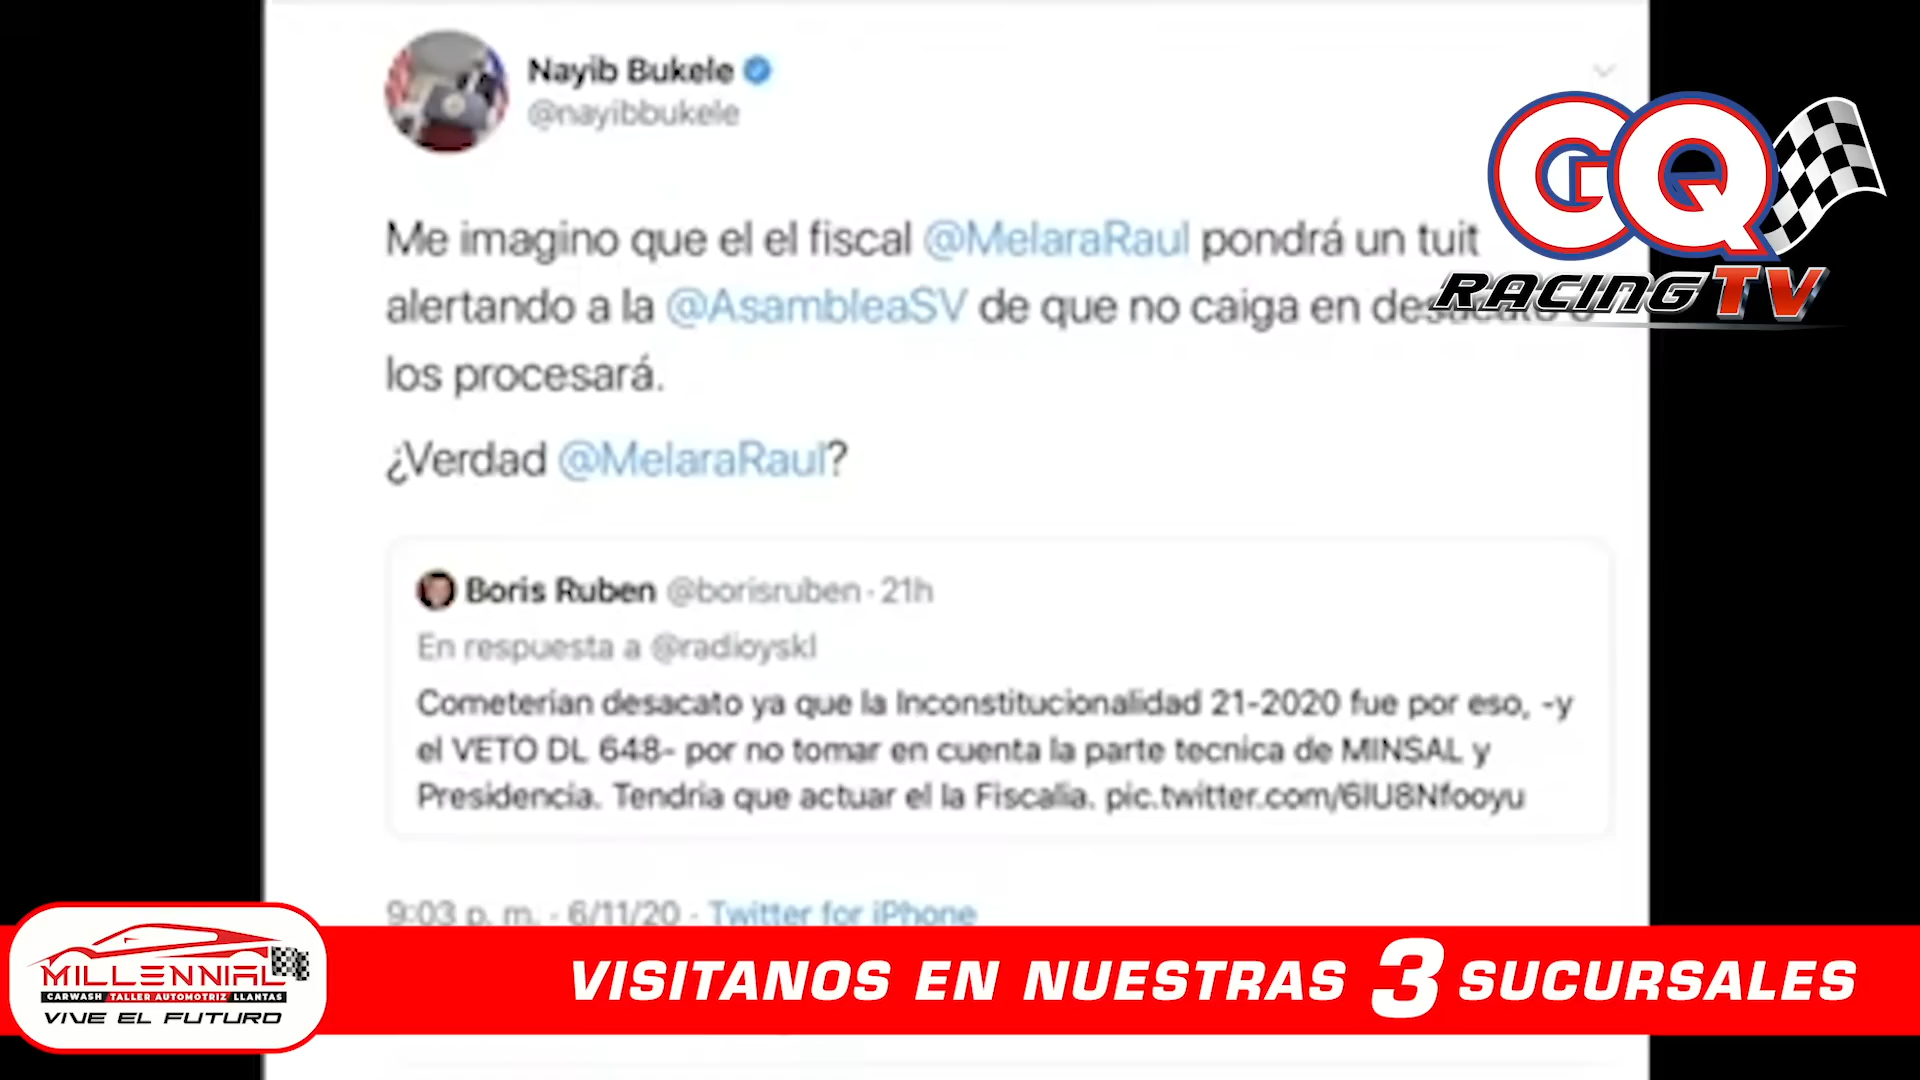 Nayib Bukele
@nayibbukele
GQ
RACING TV
Me imagino que el el fiscal @MelaraRaul pondrá un tuit
alertando a la @AsambleaSV de que no caiga en desacato o
los procesará.
¿Verdad @MelaraRaul?
Boris Ruben @borisruben · 21h
En respuesta a @radioyskl
Cometerian desacato ya que la Inconstitucionalidad 21-2020 fue por eso, -y
el VETO DL 648- por no tomar en cuenta la parte tecnica de MINSAL y
Presidencia. Tendria que actuar el la Fiscalia. pic.twitter.com/6IU8Nfooyu
9:03 p. m. · 6/11/20 · Twitter for iPhone
MILLENNIAL
CARWASH TALLER AUTOMOTRIZ LLANTAS
VIVE EL FUTURO
VISITANOS EN NUESTRAS 3 SUCURSALES